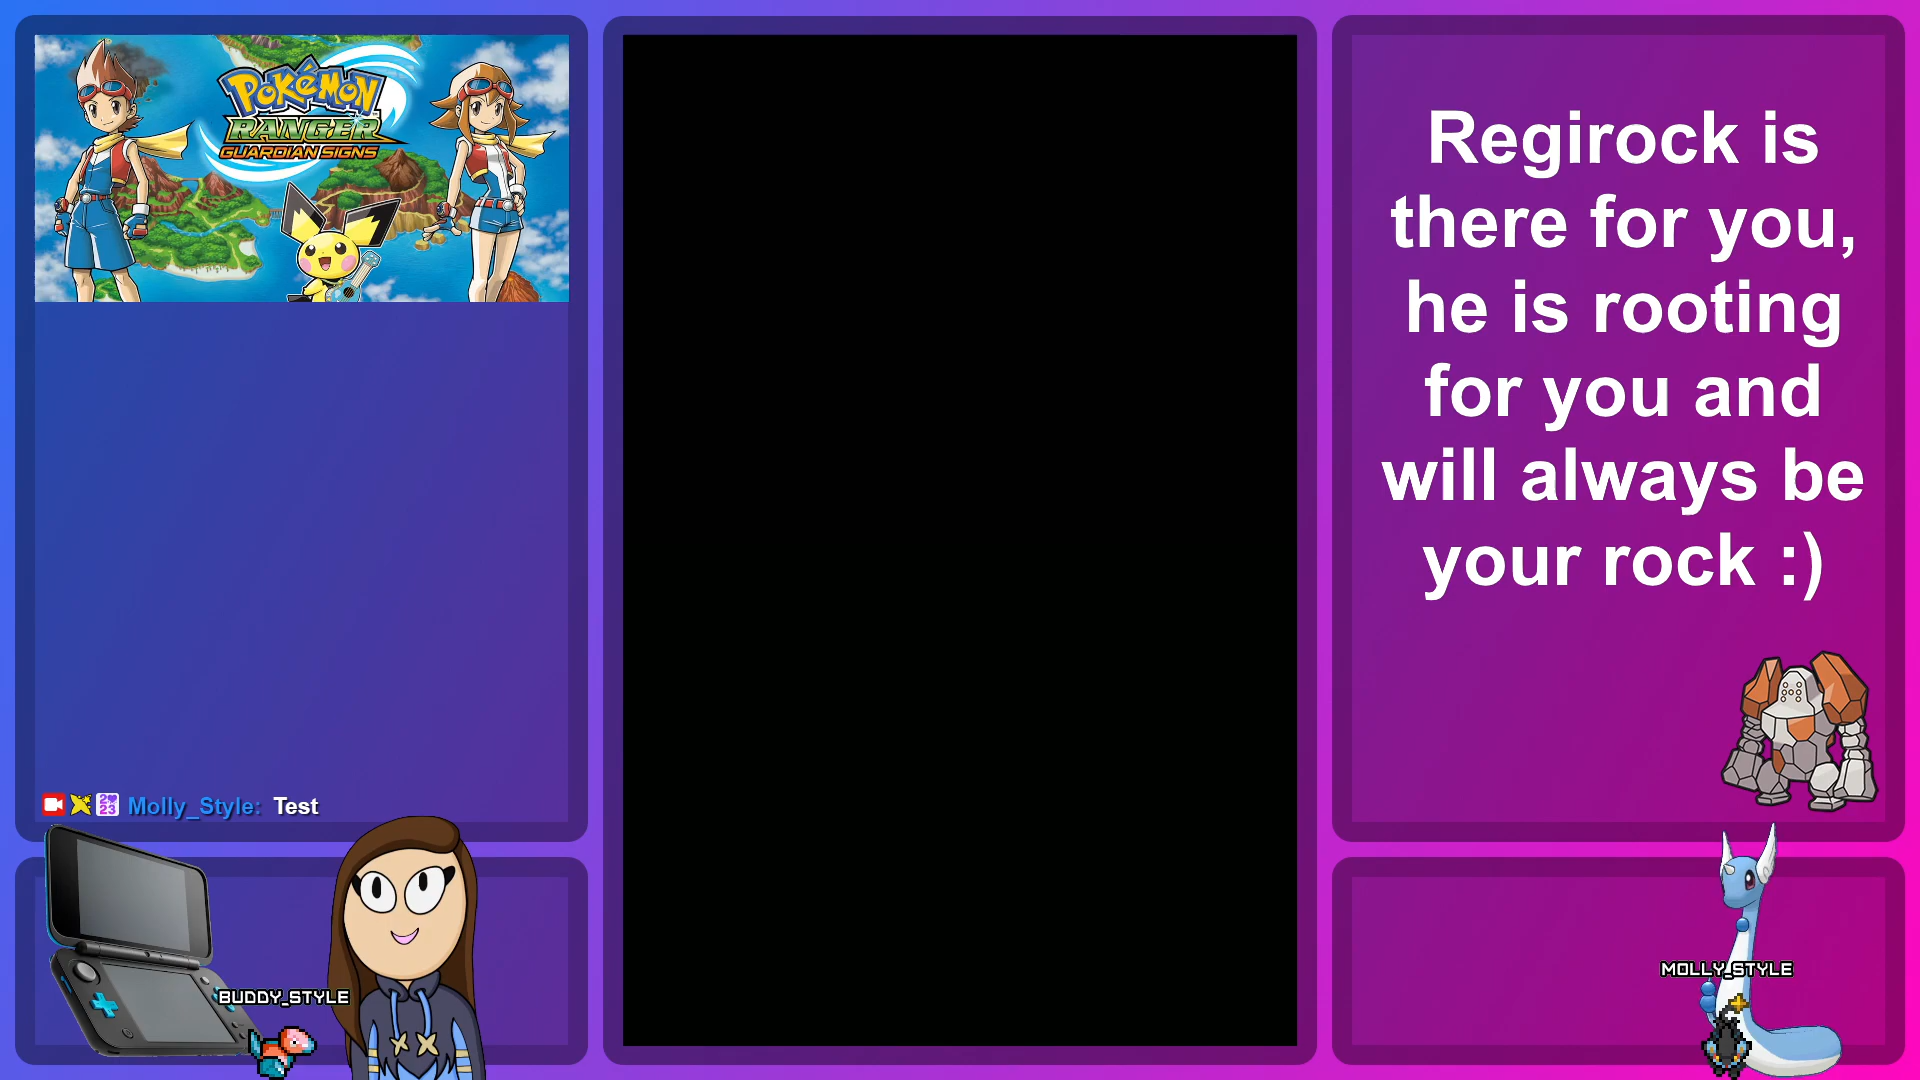 POKéMON
RANGER
GUARDIAN SIGNS
Regirock is
there for you,
he is rooting
for you and
will always be
your rock :)
2023 Molly_Style: Test
BUDDY_STYLE
MOLLY_STYLE